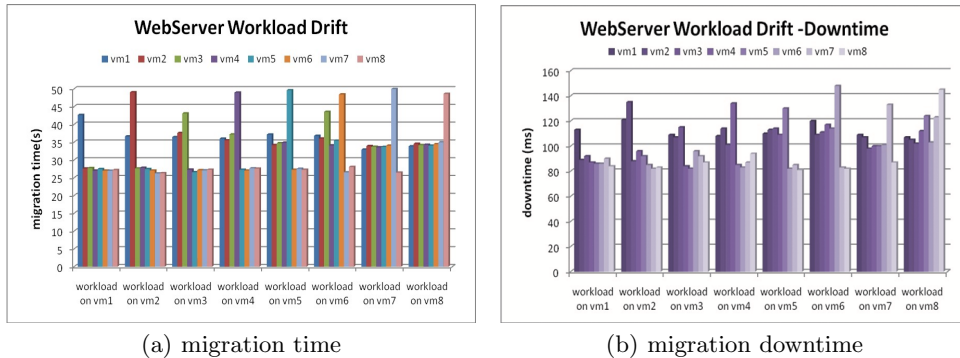 WebServer Workload Drift
vm1 vm2 vm3 vm4 vm5 vm6 vm7 vm8
migration time(s)
50
45
40
35
30
25
20
15
10
5
0
workload on vm1
workload on vm2
workload on vm3
workload on vm4
workload on vm5
workload on vm6
workload on vm7
workload on vm8
(a) migration time
WebServer Workload Drift -Downtime
vm1 vm2 vm3 vm4 vm5 vm6 vm7 vm8
downtime (ms)
160
140
120
100
80
60
40
20
0
workload on vm1
workload on vm2
workload on vm3
workload on vm4
workload on vm5
workload on vm6
workload on vm7
workload on vm8
(b) migration downtime